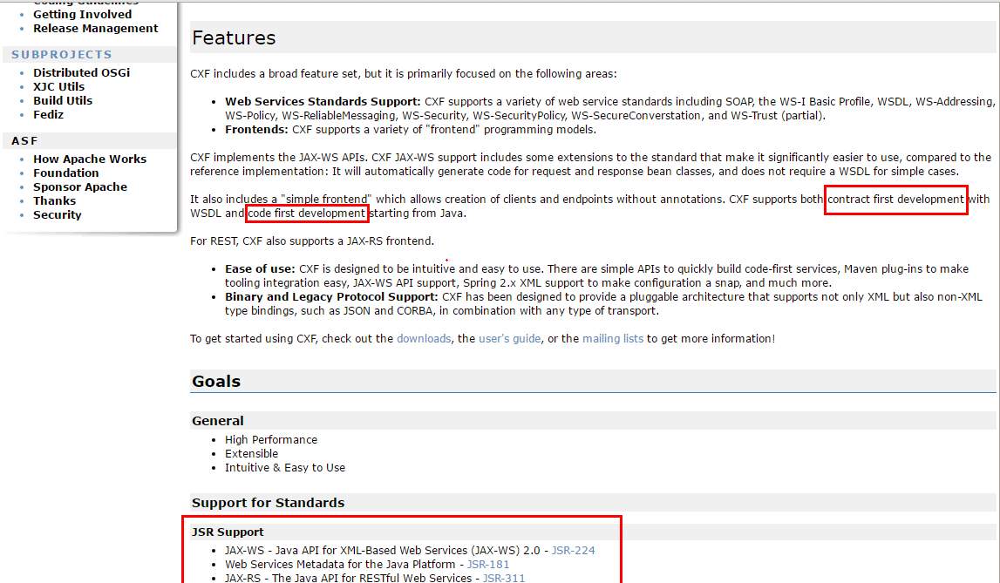 Coding Guidelines
Getting Involved
Release Management
SUBPROJECTS
Distributed OSGi
XJC Utils
Build Utils
Fediz
ASF
How Apache Works
Foundation
Sponsor Apache
Thanks
Security
Features
CXF includes a broad feature set, but it is primarily focused on the following areas:
Web Services Standards Support: CXF supports a variety of web service standards including SOAP, the WS-I Basic Profile, WSDL, WS-Addressing,
WS-Policy, WS-ReliableMessaging, WS-Security, WS-SecurityPolicy, WS-SecureConverstation, and WS-Trust (partial).
Frontends: CXF supports a variety of "frontend" programming models.
CXF implements the JAX-WS APIs. CXF JAX-WS support includes some extensions to the standard that make it significantly easier to use, compared to the
reference implementation: It will automatically generate code for request and response bean classes, and does not require a WSDL for simple cases.
It also includes a "simple frontend" which allows creation of clients and endpoints without annotations. CXF supports both contract first development with
WSDL and code first development starting from Java.
For REST, CXF also supports a JAX-RS frontend.
Ease of use: CXF is designed to be intuitive and easy to use. There are simple APIs to quickly build code-first services, Maven plug-ins to make
tooling integration easy, JAX-WS API support, Spring 2.x XML support to make configuration a snap, and much more.
Binary and Legacy Protocol Support: CXF has been designed to provide a pluggable architecture that supports not only XML but also non-XML
type bindings, such as JSON and CORBA, in combination with any type of transport.
To get started using CXF, check out the downloads, the user's guide, or the mailing lists to get more information!
Goals
General
High Performance
Extensible
Intuitive & Easy to Use
Support for Standards
JSR Support
JAX-WS - Java API for XML-Based Web Services (JAX-WS) 2.0 - JSR-224
Web Services Metadata for the Java Platform - JSR-181
JAX-RS - The Java API for RESTful Web Services - JSR-311